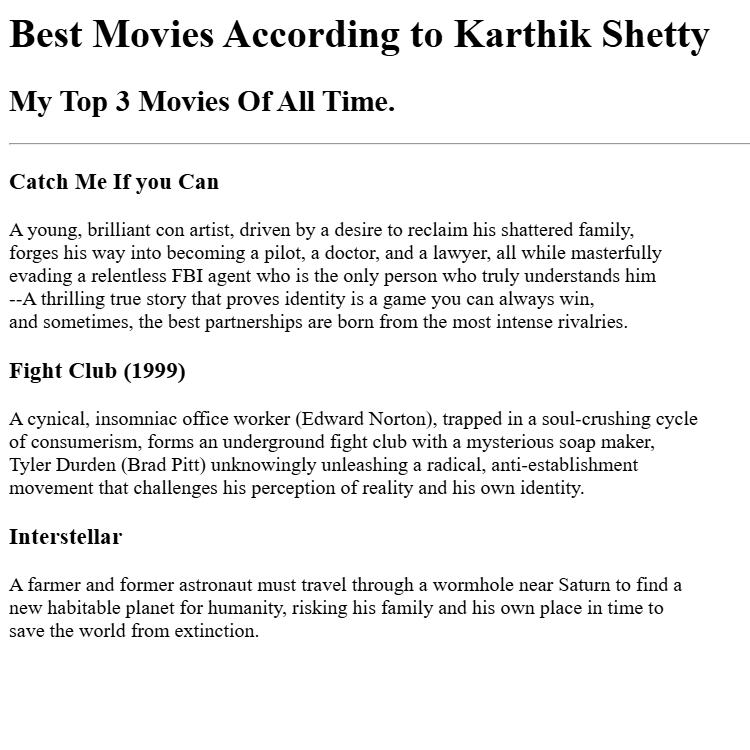 Best Movies According to Karthik Shetty
My Top 3 Movies Of All Time.
Catch Me If you Can
A young, brilliant con artist, driven by a desire to reclaim his shattered family,
forges his way into becoming a pilot, a doctor, and a lawyer, all while masterfully
evading a relentless FBI agent who is the only person who truly understands him
--A thrilling true story that proves identity is a game you can always win,
and sometimes, the best partnerships are born from the most intense rivalries.
Fight Club (1999)
A cynical, insomniac office worker (Edward Norton), trapped in a soul-crushing cycle
of consumerism, forms an underground fight club with a mysterious soap maker,
Tyler Durden (Brad Pitt) unknowingly unleashing a radical, anti-establishment
movement that challenges his perception of reality and his own identity.
Interstellar
A farmer and former astronaut must travel through a wormhole near Saturn to find a
new habitable planet for humanity, risking his family and his own place in time to
save the world from extinction.